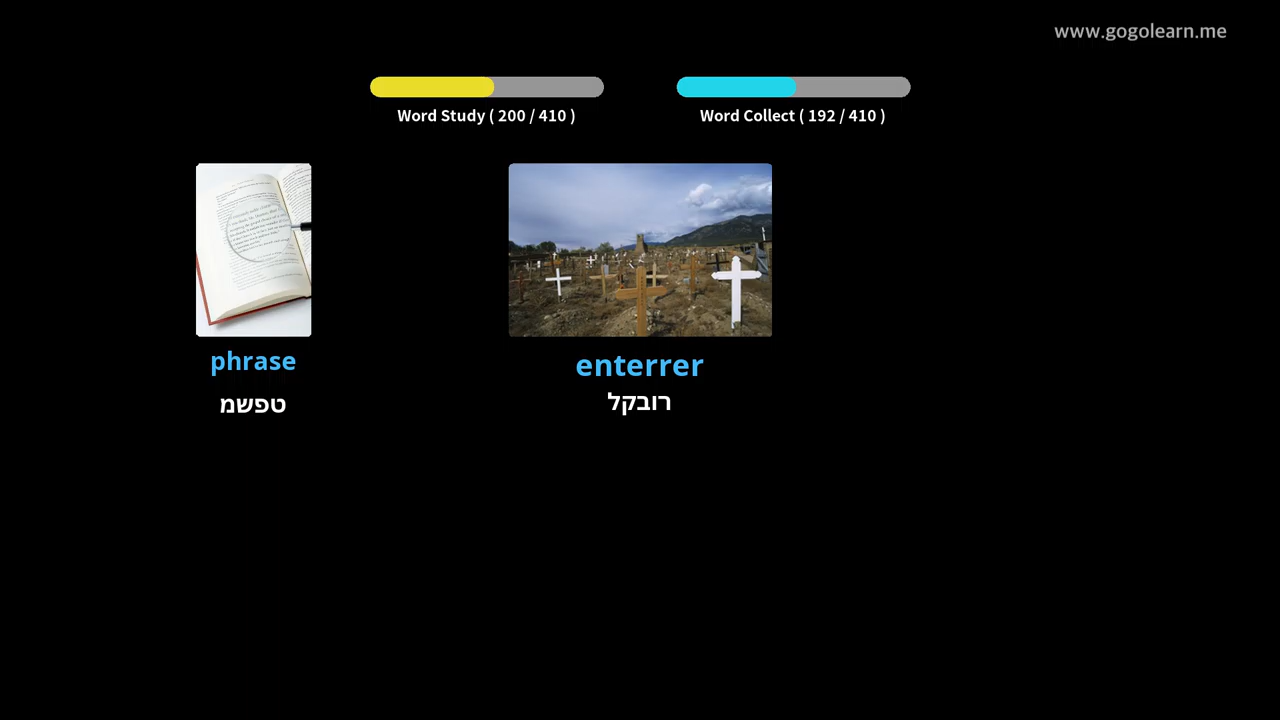 www.gogolearn.me
Word Study ( 200 / 410 )
Word Collect ( 192 / 410 )
phrase
טפשמ
enterrer
רובקל